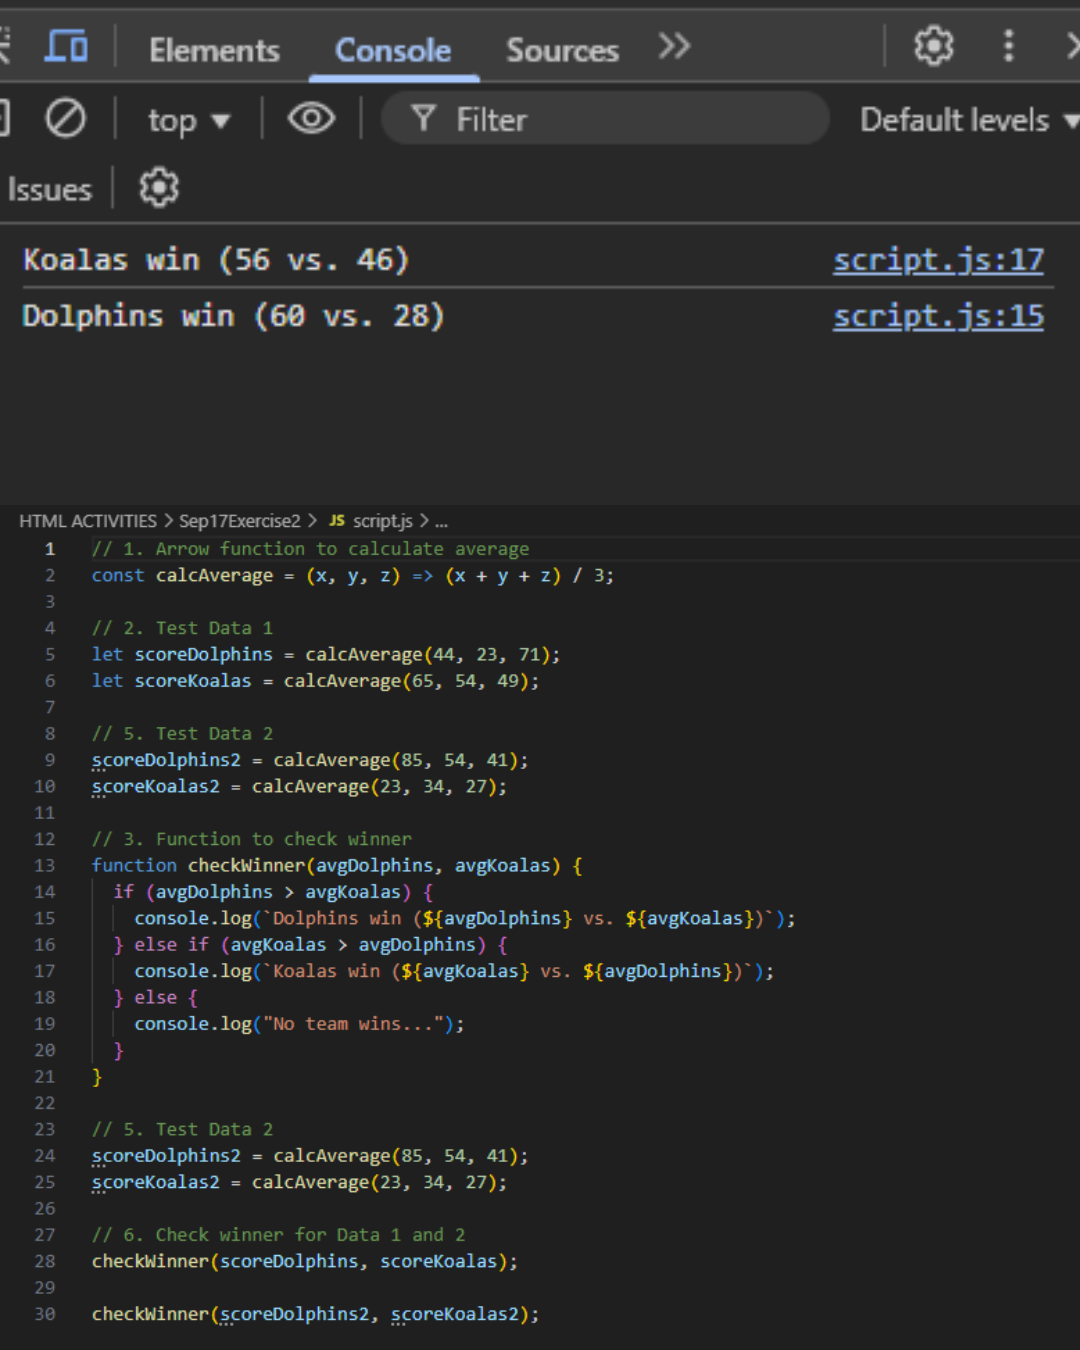 Elements Console Sources
top Filter Default levels
Issues
Koalas win (56 vs. 46) script.js:17
Dolphins win (60 vs. 28) script.js:15
HTML ACTIVITIES > Sep17Exercise2 > JS script.js > ...
1 // 1. Arrow function to calculate average
2 const calcAverage = (x, y, z) => (x + y + z) / 3;
3
4 // 2. Test Data 1
5 let scoreDolphins = calcAverage(44, 23, 71);
6 let scoreKoalas = calcAverage(65, 54, 49);
7
8 // 5. Test Data 2
9 scoreDolphins2 = calcAverage(85, 54, 41);
10 scoreKoalas2 = calcAverage(23, 34, 27);
11
12 // 3. Function to check winner
13 function checkWinner(avgDolphins, avgKoalas) {
14 if (avgDolphins > avgKoalas) {
15 console.log(`Dolphins win (${avgDolphins} vs. ${avgKoalas})`);
16 } else if (avgKoalas > avgDolphins) {
17 console.log(`Koalas win (${avgKoalas} vs. ${avgDolphins})`);
18 } else {
19 console.log("No team wins...");
20 }
21 }
22
23 // 5. Test Data 2
24 scoreDolphins2 = calcAverage(85, 54, 41);
25 scoreKoalas2 = calcAverage(23, 34, 27);
26
27 // 6. Check winner for Data 1 and 2
28 checkWinner(scoreDolphins, scoreKoalas);
29
30 checkWinner(scoreDolphins2, scoreKoalas2);